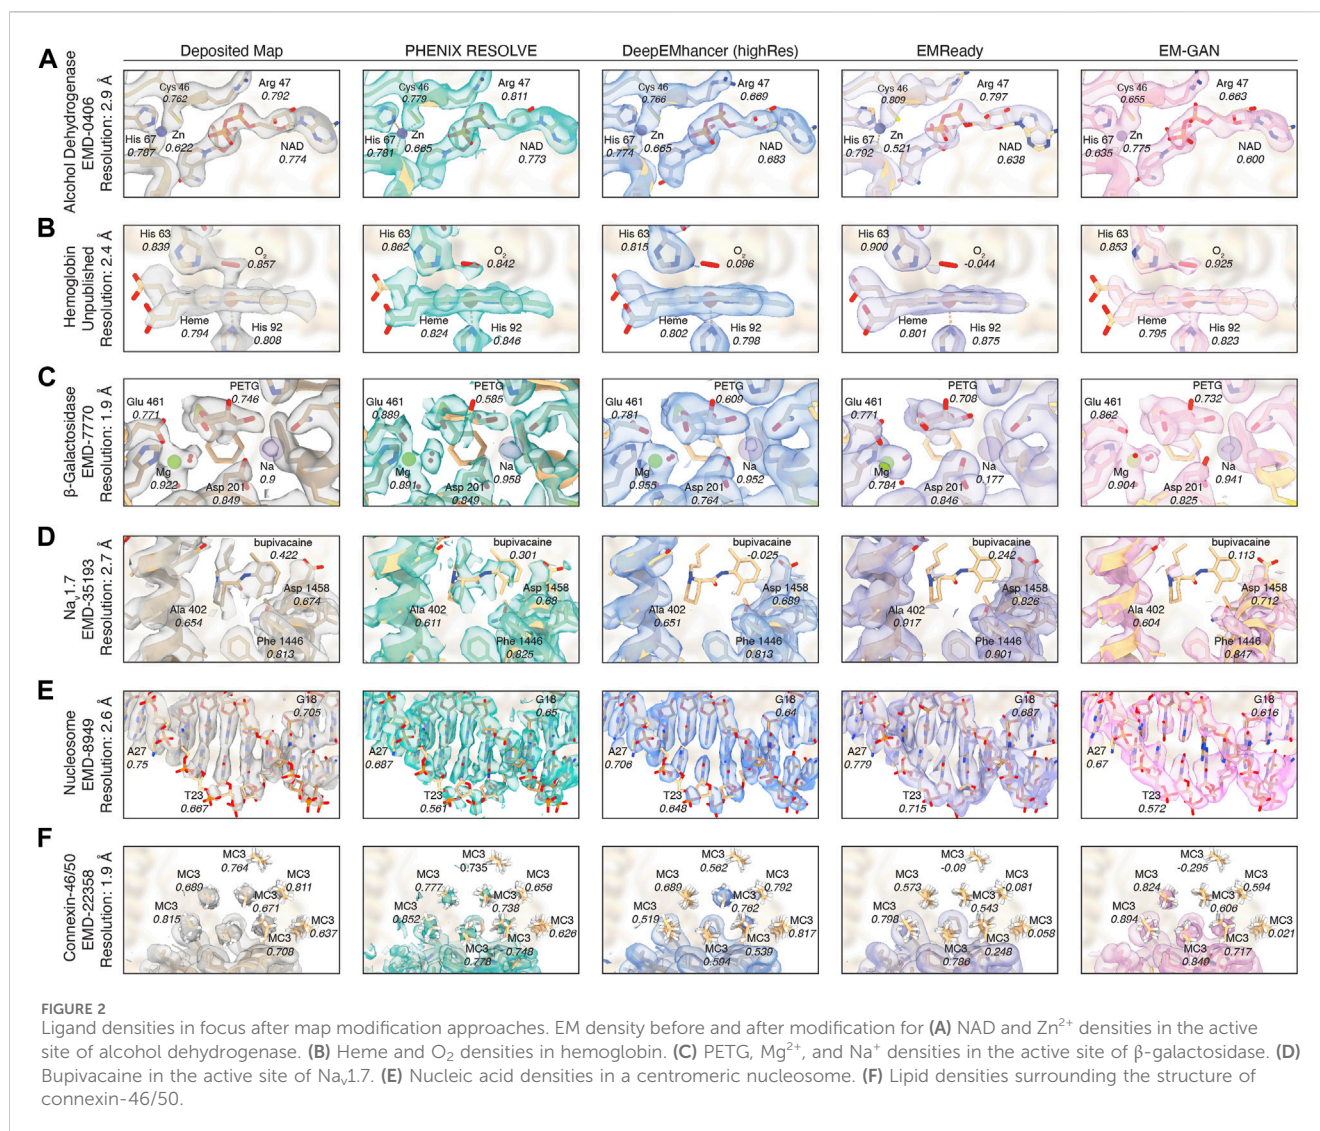 Deposited Map
PHENIX RESOLVE
DeepEMhancer (highRes)
EMReady
EM-GAN
A
Alcohol Dehydrogenase
EMD-0406
Resolution: 2.9 Å
Cys 46
0.762
Arg 47
0.792
His 67
0.787
Zn
0.622
NAD
0.774
Cys 46
0.779
Arg 47
0.811
His 67
0.781
Zn
0.665
NAD
0.773
Cys 46
0.766
Arg 47
0.669
His 67
0.774
Zn
0.665
NAD
0.683
Cys 46
0.809
Arg 47
0.797
His 67
0.792
Zn
0.521
NAD
0.638
Cys 46
0.655
Arg 47
0.663
His 67
0.635
Zn
0.775
NAD
0.600
B
Hemoglobin
Unpublished
Resolution: 2.4 Å
His 63
0.839
O2
0.857
Heme
0.794
His 92
0.808
His 63
0.862
O2
0.842
Heme
0.824
His 92
0.846
His 63
0.815
O2
0.096
Heme
0.802
His 92
0.798
His 63
0.900
O2
-0.044
Heme
0.801
His 92
0.875
His 63
0.853
O2
0.925
Heme
0.795
His 92
0.823
C
β-Galactosidase
EMD-7770
Resolution: 1.9 Å
PETG
0.746
Glu 461
0.771
Mg
0.922
Na
0.9
Asp 201
0.849
PETG
0.585
Glu 461
0.889
Mg
0.891
Na
0.958
Asp 201
0.849
PETG
0.609
Glu 461
0.781
Mg
0.955
Na
0.952
Asp 201
0.764
PETG
0.708
Glu 461
0.771
Mg
0.784
Na
0.177
Asp 201
0.846
PETG
0.732
Glu 461
0.862
Mg
0.904
Na
0.941
Asp 201
0.825
D
Nav1.7
EMD-35193
Resolution: 2.7 Å
bupivacaine
0.422
Asp 1458
0.674
Ala 402
0.654
Phe 1446
0.813
bupivacaine
0.301
Asp 1458
0.68
Ala 402
0.611
Phe 1446
0.825
bupivacaine
-0.025
Asp 1458
0.689
Ala 402
0.651
Phe 1446
0.813
bupivacaine
0.242
Asp 1458
0.826
Ala 402
0.917
Phe 1446
0.901
bupivacaine
0.113
Asp 1458
0.712
Ala 402
0.604
Phe 1446
0.847
E
Nucleosome
EMD-8949
Resolution: 2.6 Å
G18
0.705
A27
0.75
T23
0.667
G18
0.65
A27
0.687
T23
0.561
G18
0.64
A27
0.706
T23
0.648
G18
0.687
A27
0.779
T23
0.715
G18
0.616
A27
0.67
T23
0.572
F
Connexin-46/50
EMD-22358
Resolution: 1.9 Å
MC3
0.764
MC3
0.689
MC3
0.811
MC3
0.671
MC3
0.815
MC3
0.637
MC3
0.708
MC3
0.735
MC3
0.777
MC3
0.656
MC3
0.738
MC3
0.852
MC3
0.626
MC3
0.748
MC3
0.778
MC3
0.562
MC3
0.689
MC3
0.792
MC3
0.762
MC3
0.519
MC3
0.817
MC3
0.539
MC3
0.594
MC3
-0.09
MC3
0.573
MC3
0.081
MC3
0.543
MC3
0.798
MC3
0.058
MC3
0.248
MC3
0.786
MC3
-0.295
MC3
0.824
MC3
0.594
MC3
0.606
MC3
0.894
MC3
0.021
MC3
0.717
MC3
0.840
FIGURE 2
Ligand densities in focus after map modification approaches. EM density before and after modification for (A) NAD and Zn2+ densities in the active
site of alcohol dehydrogenase. (B) Heme and O2 densities in hemoglobin. (C) PETG, Mg2+, and Na+ densities in the active site of β-galactosidase. (D)
Bupivacaine in the active site of Nav1.7. (E) Nucleic acid densities in a centromeric nucleosome. (F) Lipid densities surrounding the structure of
connexin-46/50.